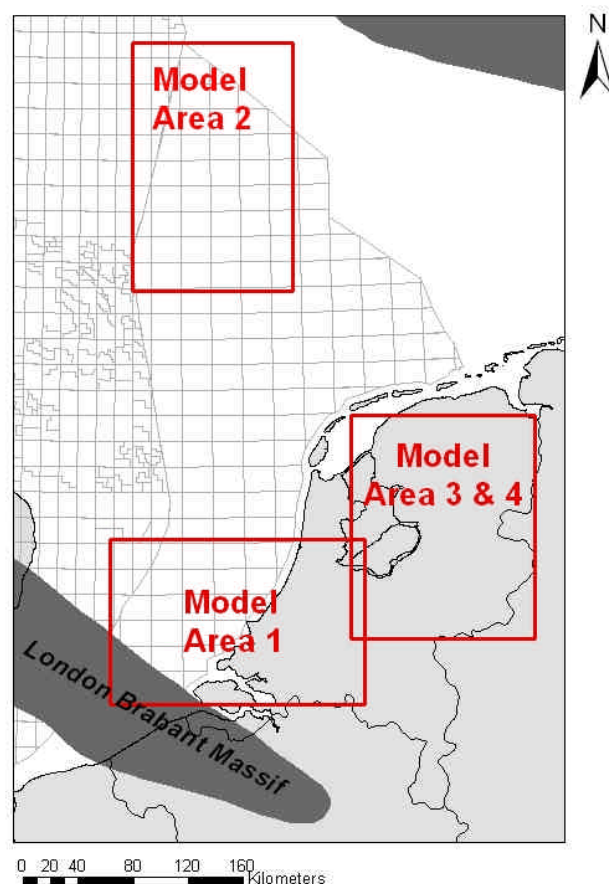 N
Model
Area 2
Model
Area 3 & 4
Model
Area 1
London Brabant Massif
0 20 40 80 120 160
Kilometers